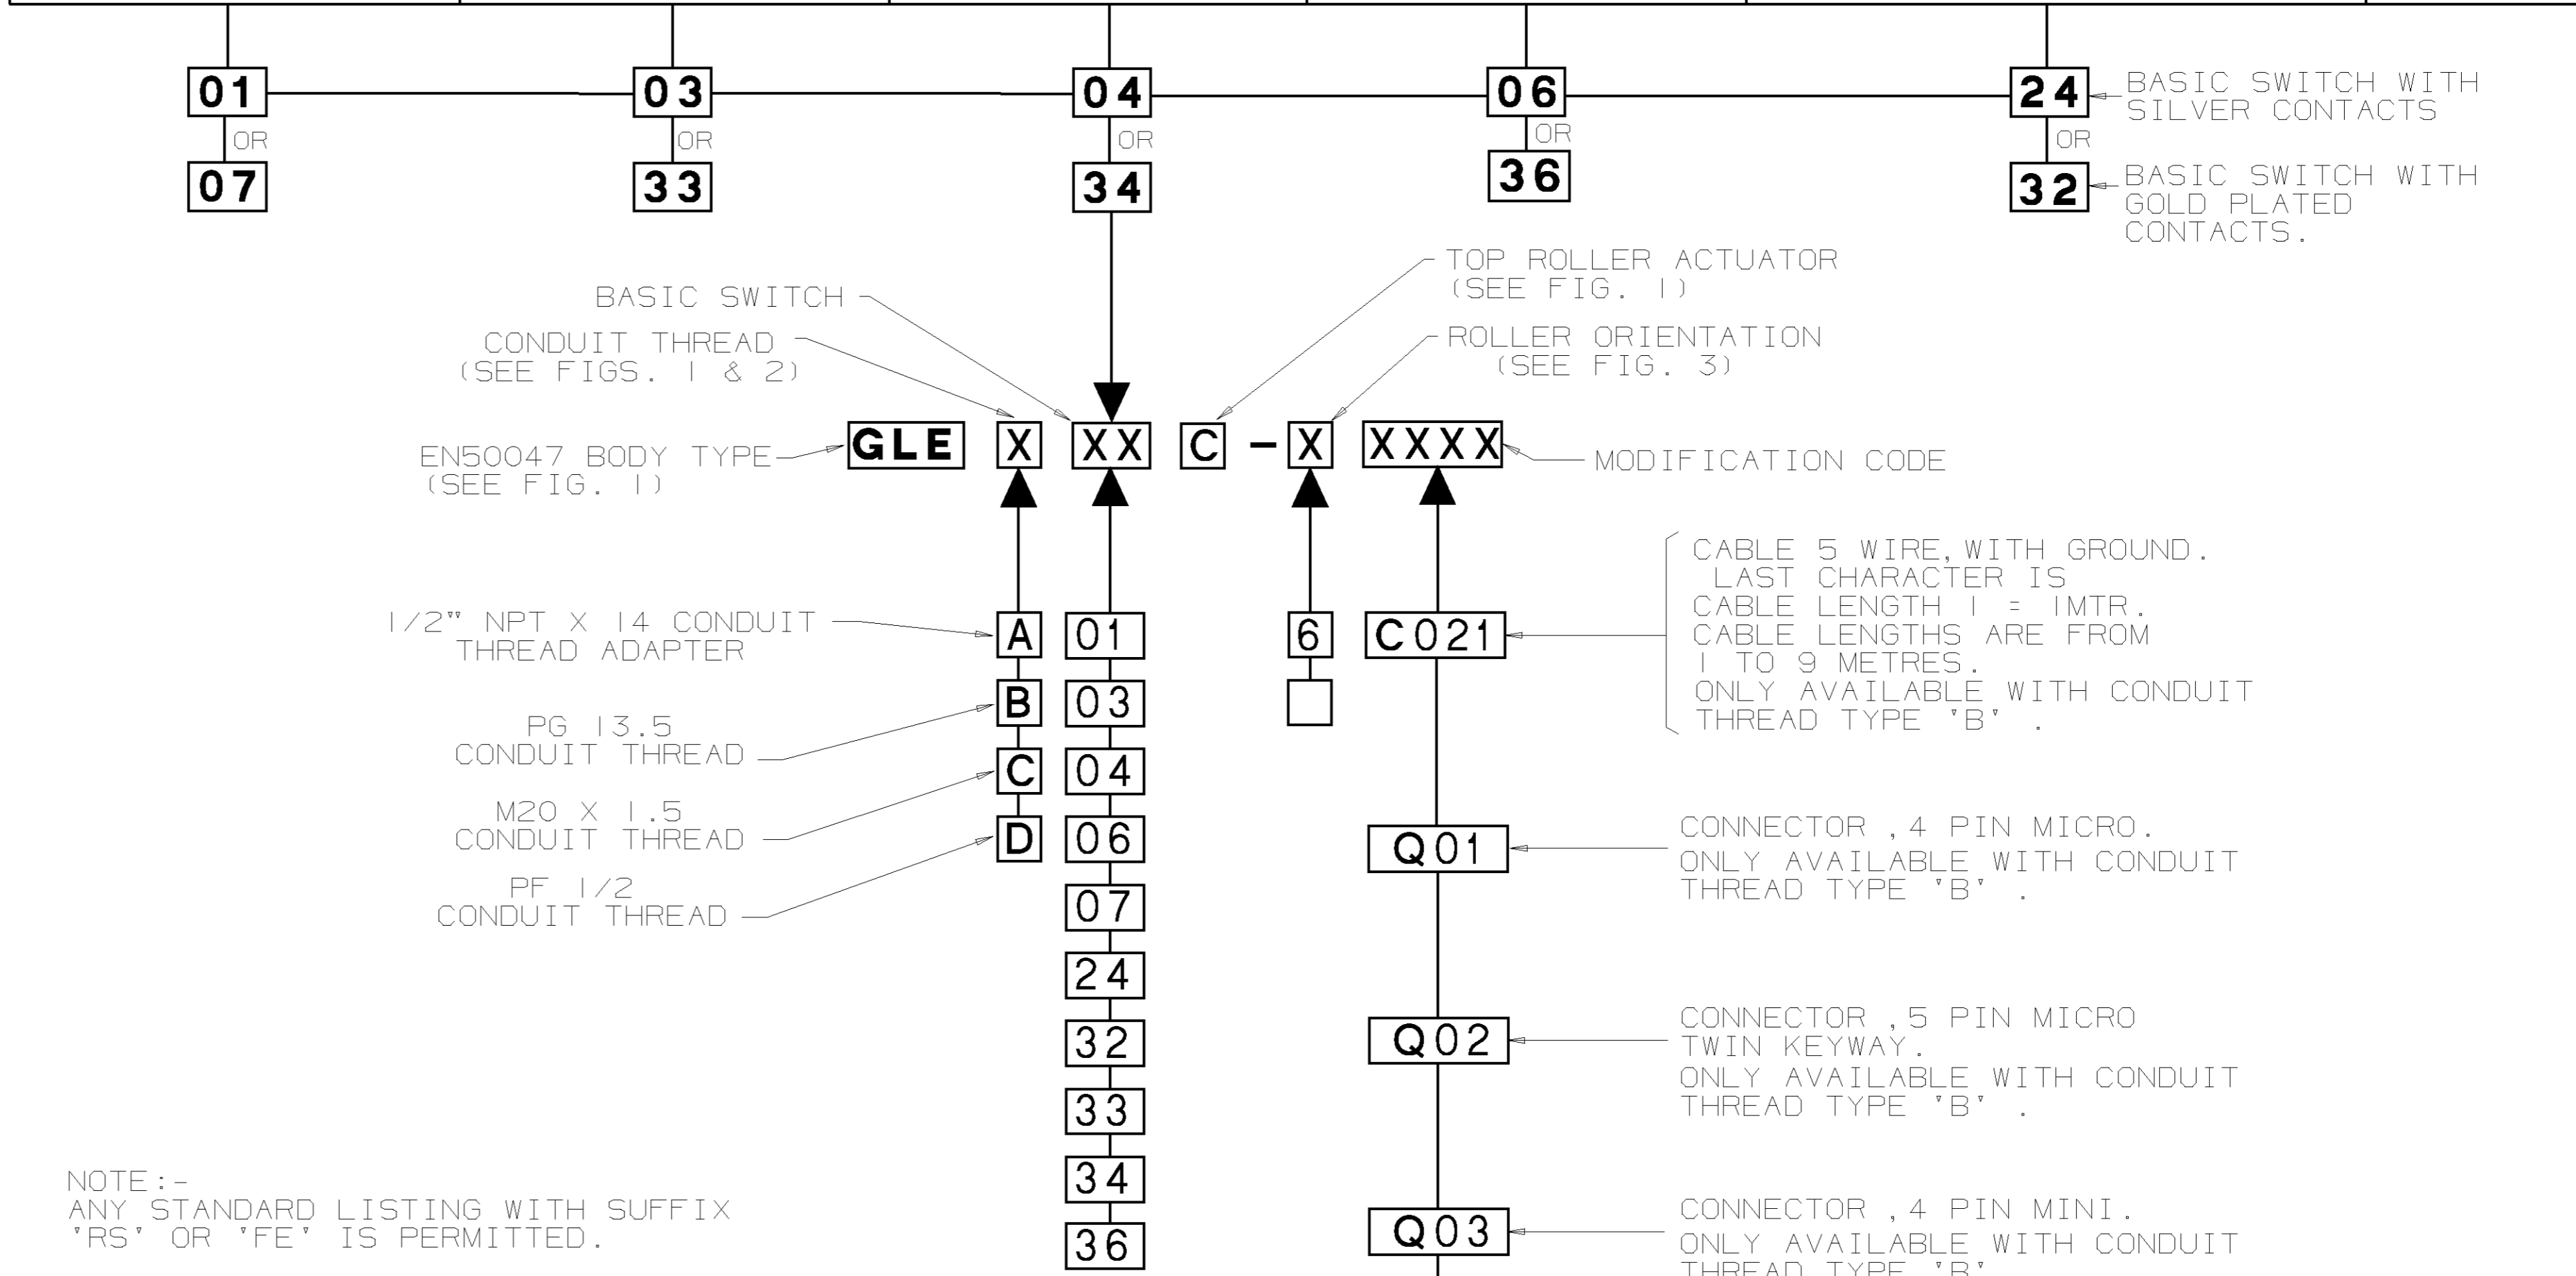 01 03 04 06 24
BASIC SWITCH WITH
SILVER CONTACTS
OR OR OR OR OR
07 33 34 36 32
BASIC SWITCH WITH
GOLD PLATED
CONTACTS.
TOP ROLLER ACTUATOR
(SEE FIG. 1)
BASIC SWITCH
CONDUIT THREAD
(SEE FIGS. 1 & 2)
ROLLER ORIENTATION
(SEE FIG. 3)
EN50047 BODY TYPE
(SEE FIG. 1)
GLE X XX C - X XXXX
MODIFICATION CODE
1/2" NPT X 14 CONDUIT
THREAD ADAPTER
PG 13.5
CONDUIT THREAD
M20 X 1.5
CONDUIT THREAD
PF 1/2
CONDUIT THREAD
A
B
C
D
01
03
04
06
07
24
32
33
34
36
6
C021
CABLE 5 WIRE, WITH GROUND.
LAST CHARACTER IS
CABLE LENGTH 1 = 1MTR.
CABLE LENGTHS ARE FROM
1 TO 9 METRES.
ONLY AVAILABLE WITH CONDUIT
THREAD TYPE 'B' .
Q01
CONNECTOR ,4 PIN MICRO.
ONLY AVAILABLE WITH CONDUIT
THREAD TYPE 'B' .
Q02
CONNECTOR ,5 PIN MICRO
TWIN KEYWAY.
ONLY AVAILABLE WITH CONDUIT
THREAD TYPE 'B' .
Q03
CONNECTOR ,4 PIN MINI.
ONLY AVAILABLE WITH CONDUIT
THREAD TYPE 'B'
NOTE:-
ANY STANDARD LISTING WITH SUFFIX
'RS' OR 'FE' IS PERMITTED.